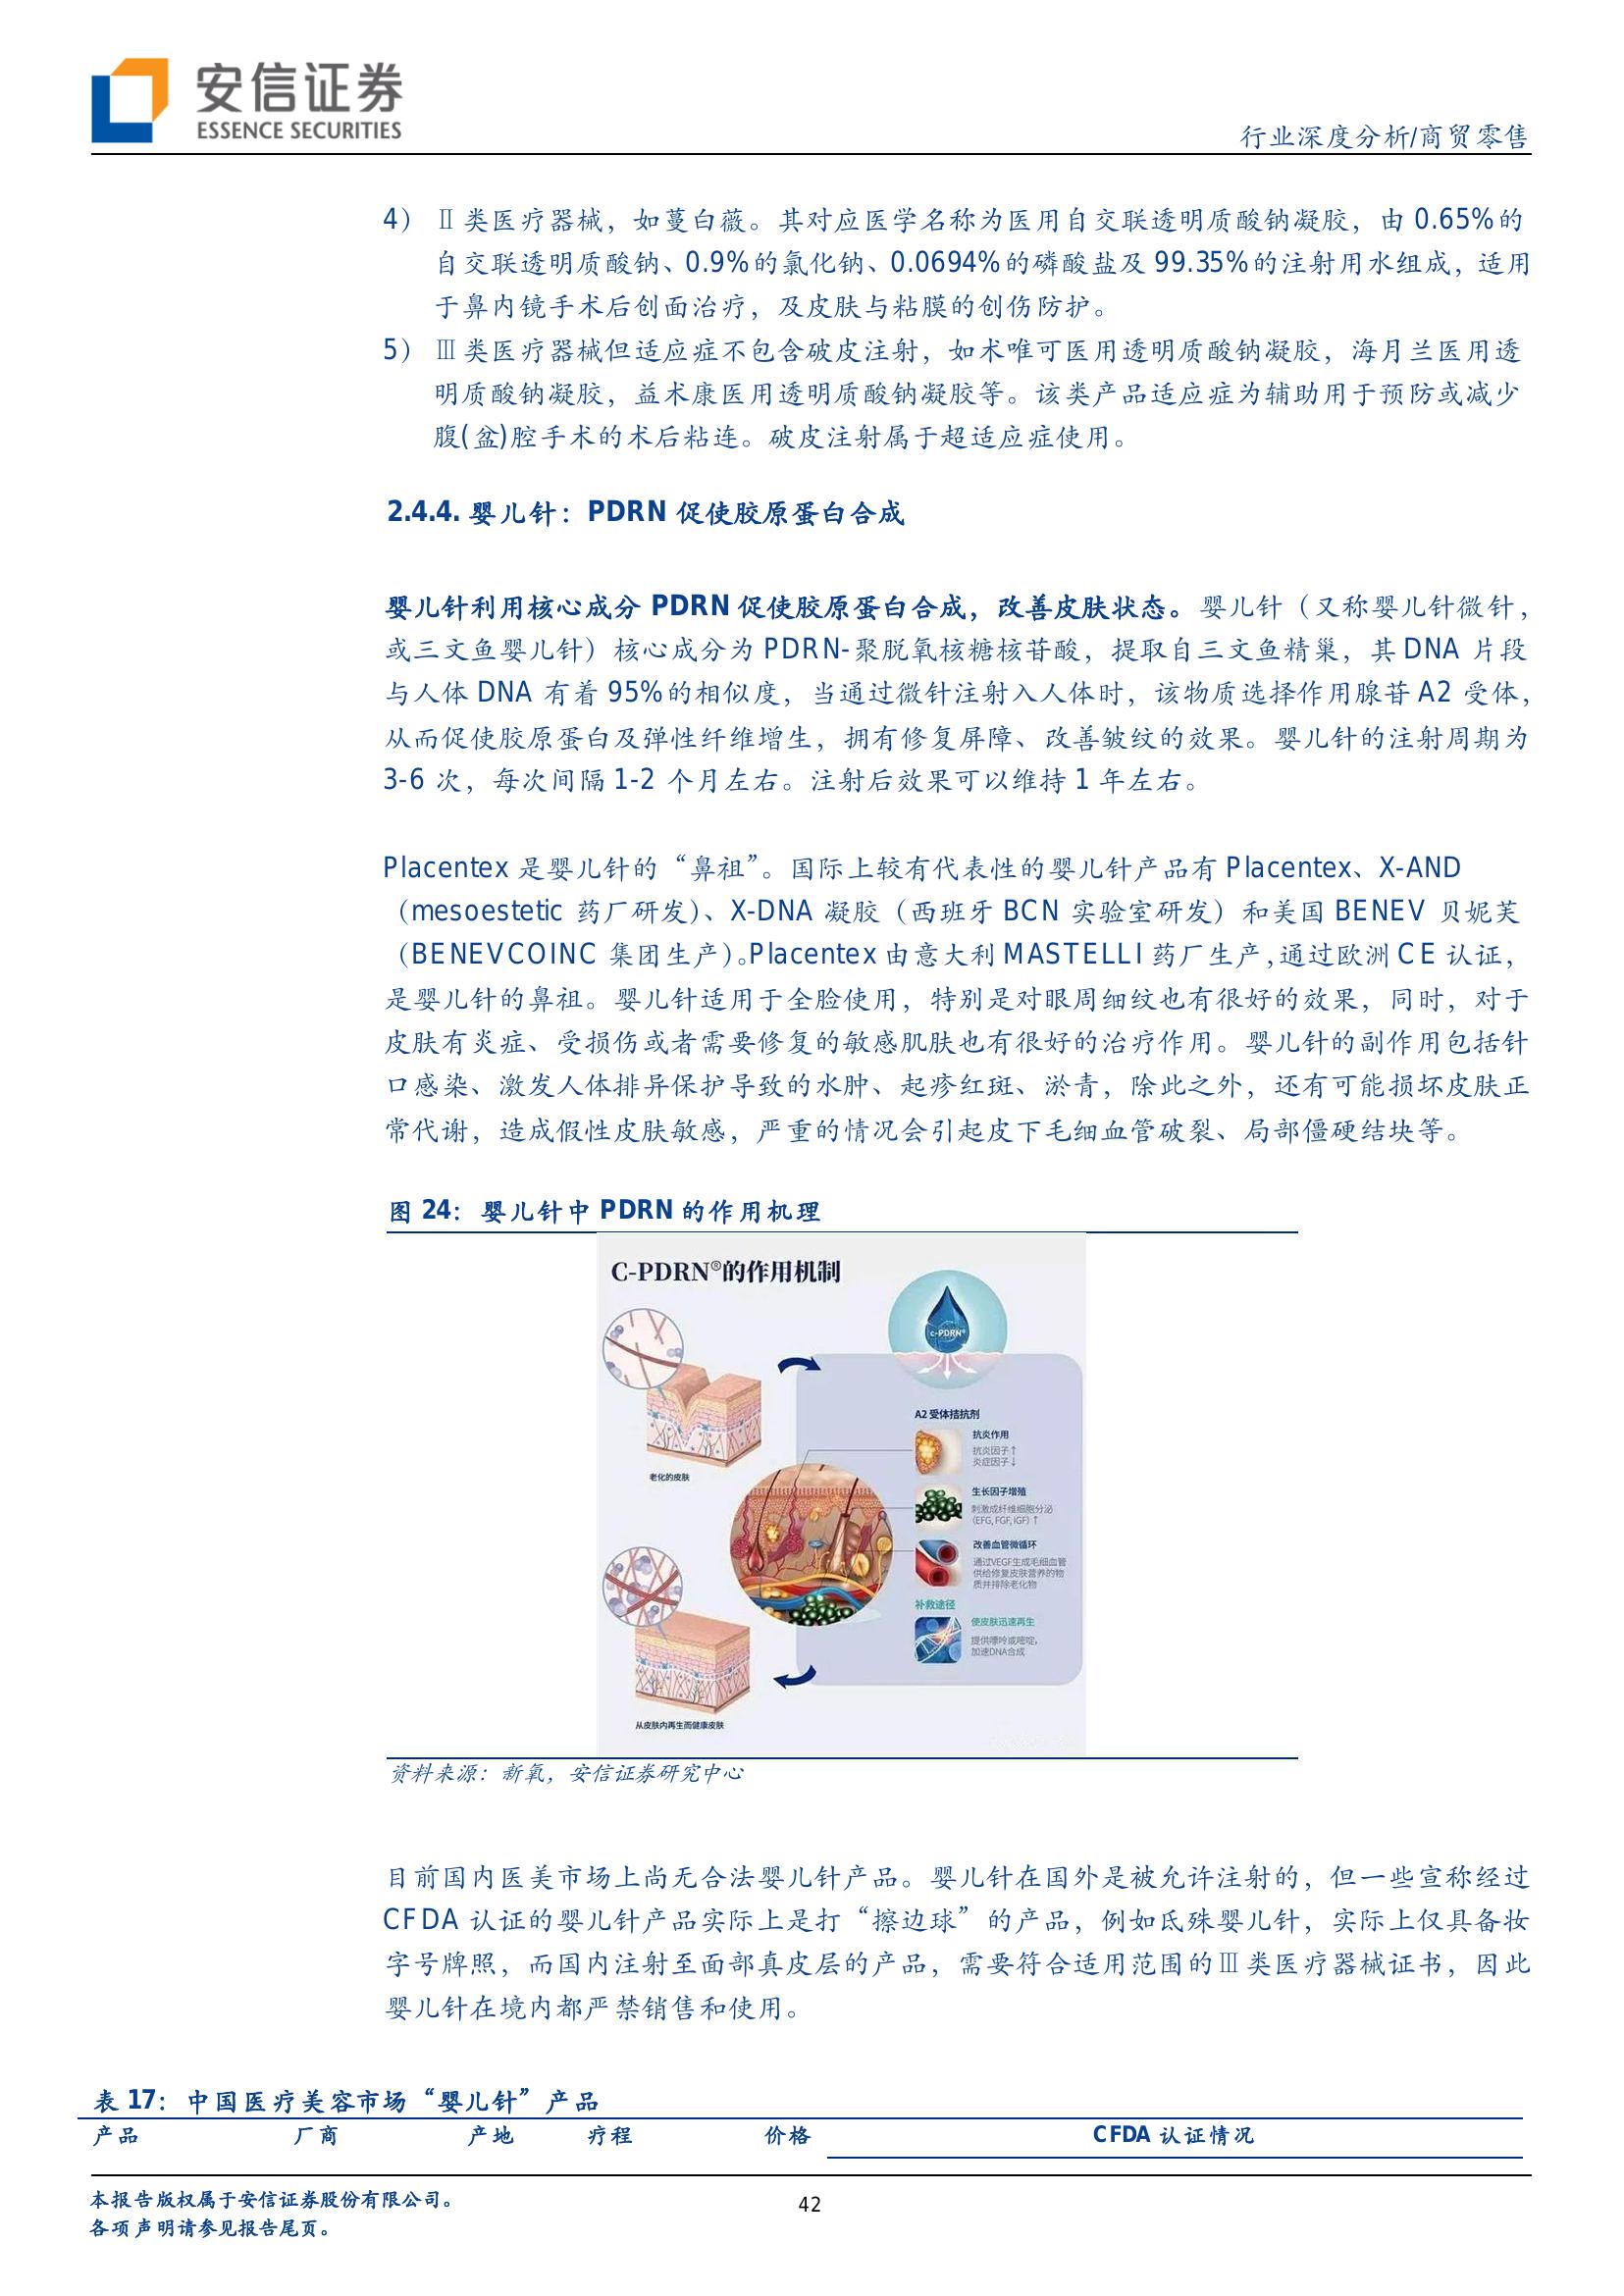 安信证券
ESSENCE SECURITIES
行业深度分析/商贸零售
4） Ⅱ类医疗器械，如蔓白薇。其对应医学名称为医用自交联透明质酸钠凝胶，由 0.65%的
自交联透明质酸钠、0.9%的氯化钠、0.0694%的磷酸盐及 99.35%的注射用水组成，适用
于鼻内镜手术后创面治疗，及皮肤与粘膜的创伤防护。
5） Ⅲ类医疗器械但适应症不包含破皮注射，如术唯可医用透明质酸钠凝胶，海月兰医用透
明质酸钠凝胶，益术康医用透明质酸钠凝胶等。该类产品适应症为辅助用于预防或减少
腹(盆)腔手术的术后粘连。破皮注射属于超适应症使用。
2.4.4. 婴儿针：PDRN 促使胶原蛋白合成
婴儿针利用核心成分 PDRN 促使胶原蛋白合成，改善皮肤状态。婴儿针（又称婴儿针微针，
或三文鱼婴儿针）核心成分为 PDRN-聚脱氧核糖核苷酸，提取自三文鱼精巢，其 DNA 片段
与人体 DNA 有着 95%的相似度，当通过微针注射入人体时，该物质选择作用腺苷 A2 受体，
从而促使胶原蛋白及弹性纤维增生，拥有修复屏障、改善皱纹的效果。婴儿针的注射周期为
3-6 次，每次间隔 1-2 个月左右。注射后效果可以维持 1 年左右。
Placentex 是婴儿针的“鼻祖”。国际上较有代表性的婴儿针产品有 Placentex、X-AND
（mesoestetic 药厂研发）、X-DNA 凝胶（西班牙 BCN 实验室研发）和美国 BENEV 贝妮芙
（BENEVCOINC 集团生产）。Placentex 由意大利 MASTELLI 药厂生产,通过欧洲 CE 认证，
是婴儿针的鼻祖。婴儿针适用于全脸使用，特别是对眼周细纹也有很好的效果，同时，对于
皮肤有炎症、受损伤或者需要修复的敏感肌肤也有很好的治疗作用。婴儿针的副作用包括针
口感染、激发人体排异保护导致的水肿、起疹红斑、淤青，除此之外，还有可能损坏皮肤正
常代谢，造成假性皮肤敏感，严重的情况会引起皮下毛细血管破裂、局部僵硬结块等。
图 24：婴儿针中 PDRN 的作用机理
C-PDRN®的作用机制
c-PDRN®
A2 受体拮抗剂
抗炎作用
抗炎因子↑
炎症因子↓
老化的皮肤
生长因子增殖
刺激成纤维细胞分泌
(EFG, FGF, IGF) ↑
改善血管微循环
通过VEGF生成毛细血管
供给修复皮肤营养的物
质并排除老化物
补救途径
使皮肤迅速再生
提供嘌呤或嘧啶,
加速DNA合成
从皮肤内再生而健康皮肤
资料来源：新氧，安信证券研究中心
目前国内医美市场上尚无合法婴儿针产品。婴儿针在国外是被允许注射的，但一些宣称经过
CFDA 认证的婴儿针产品实际上是打“擦边球”的产品，例如氐殊婴儿针，实际上仅具备妆
字号牌照，而国内注射至面部真皮层的产品，需要符合适用范围的Ⅲ类医疗器械证书，因此
婴儿针在境内都严禁销售和使用。
表 17：中国医疗美容市场“婴儿针”产品
产品 厂商 产地 疗程 价格 CFDA 认证情况
本报告版权属于安信证券股份有限公司。
42
各项声明请参见报告尾页。